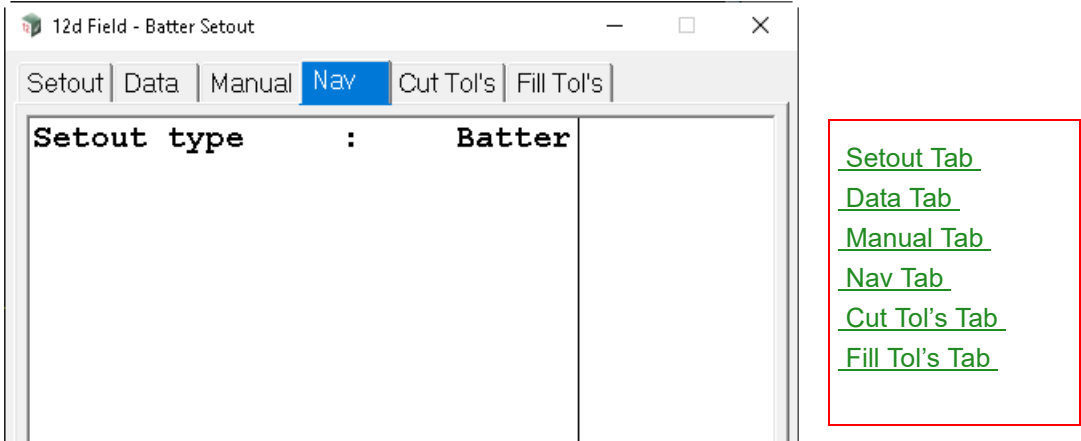 12d Field - Batter Setout
Setout Data Manual Nav Cut Tol's Fill Tol's
Setout type : Batter
Setout Tab
Data Tab
Manual Tab
Nav Tab
Cut Tol’s Tab
Fill Tol’s Tab